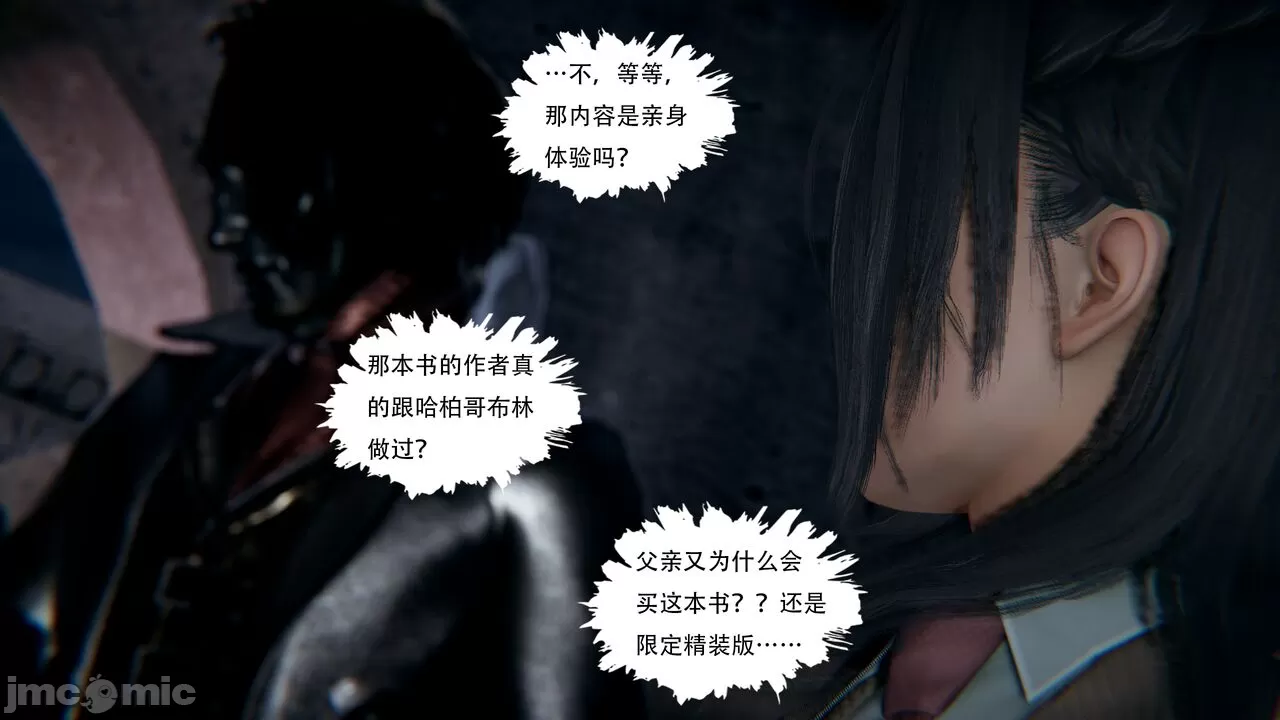 …不，等等，
那内容是亲身
体验吗？
那本书的作者真
的跟哈柏哥布林
做过？
父亲又为什么会
买这本书？？还是
限定精装版……
jmcomic